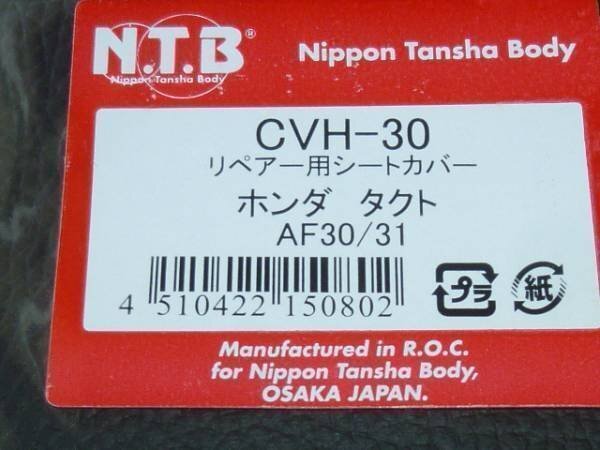 N.T.B®
Nippon Tansha Body
Nippon Tansha Body
CVH-30
リペアー用シートカバー
ホンダ　タクト
AF30/31
4 510422 150802
プラ
紙
Manufactured in R.O.C.
for Nippon Tansha Body,
OSAKA JAPAN.